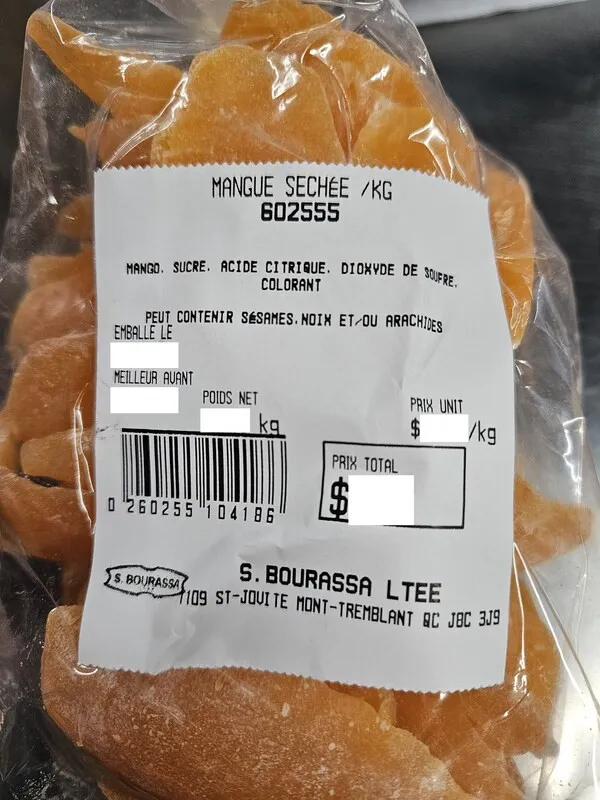 MANGUE SECHÉE /KG
602555
MANGO. SUCRE. ACIDE CITRIQUE. DIOXYDE DE SOUFRE.
COLORANT
PEUT CONTENIR SÉSAMES.NOIX ET/OU ARACHIDES
EMBALLE LE
MEILLEUR AVANT
POIDS NET
kg
PRIX UNIT
$ /kg
PRIX TOTAL
$
0 260255 104186
S. BOURASSA
S.BOURASSA LTEE
1109 ST-JOVITE MONT-TREMBLANT QC J8C 3J9